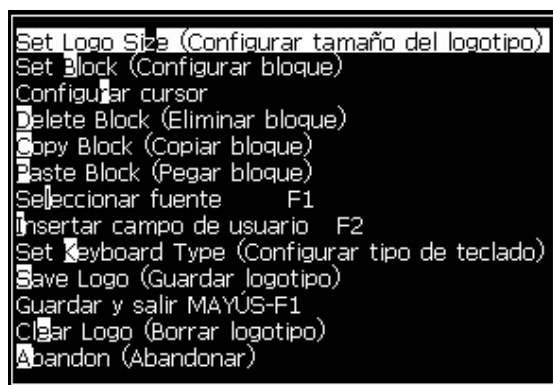 Set Logo Size (Configurar tamaño del logotipo)
Set Block (Configurar bloque)
Configurar cursor
Delete Block (Eliminar bloque)
Copy Block (Copiar bloque)
Paste Block (Pegar bloque)
Seleccionar fuente F1
Insertar campo de usuario F2
Set Keyboard Type (Configurar tipo de teclado)
Save Logo (Guardar logotipo)
Guardar y salir MAYÚS-F1
Clear Logo (Borrar logotipo)
Abandon (Abandonar)